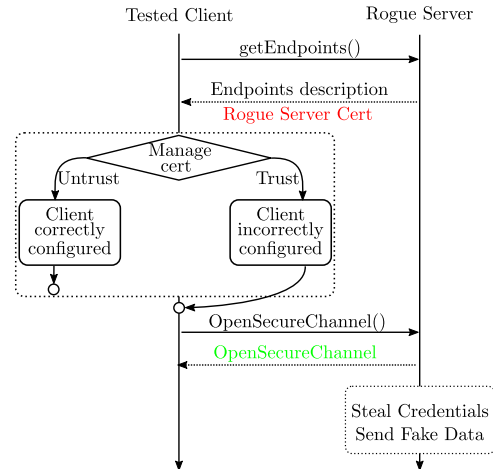 Tested Client
Rogue Server
getEndpoints()
Endpoints description
Rogue Server Cert
Manage
cert
Untrust
Trust
Client
correctly
configured
Client
incorrectly
configured
OpenSecureChannel()
OpenSecureChannel
Steal Credentials
Send Fake Data